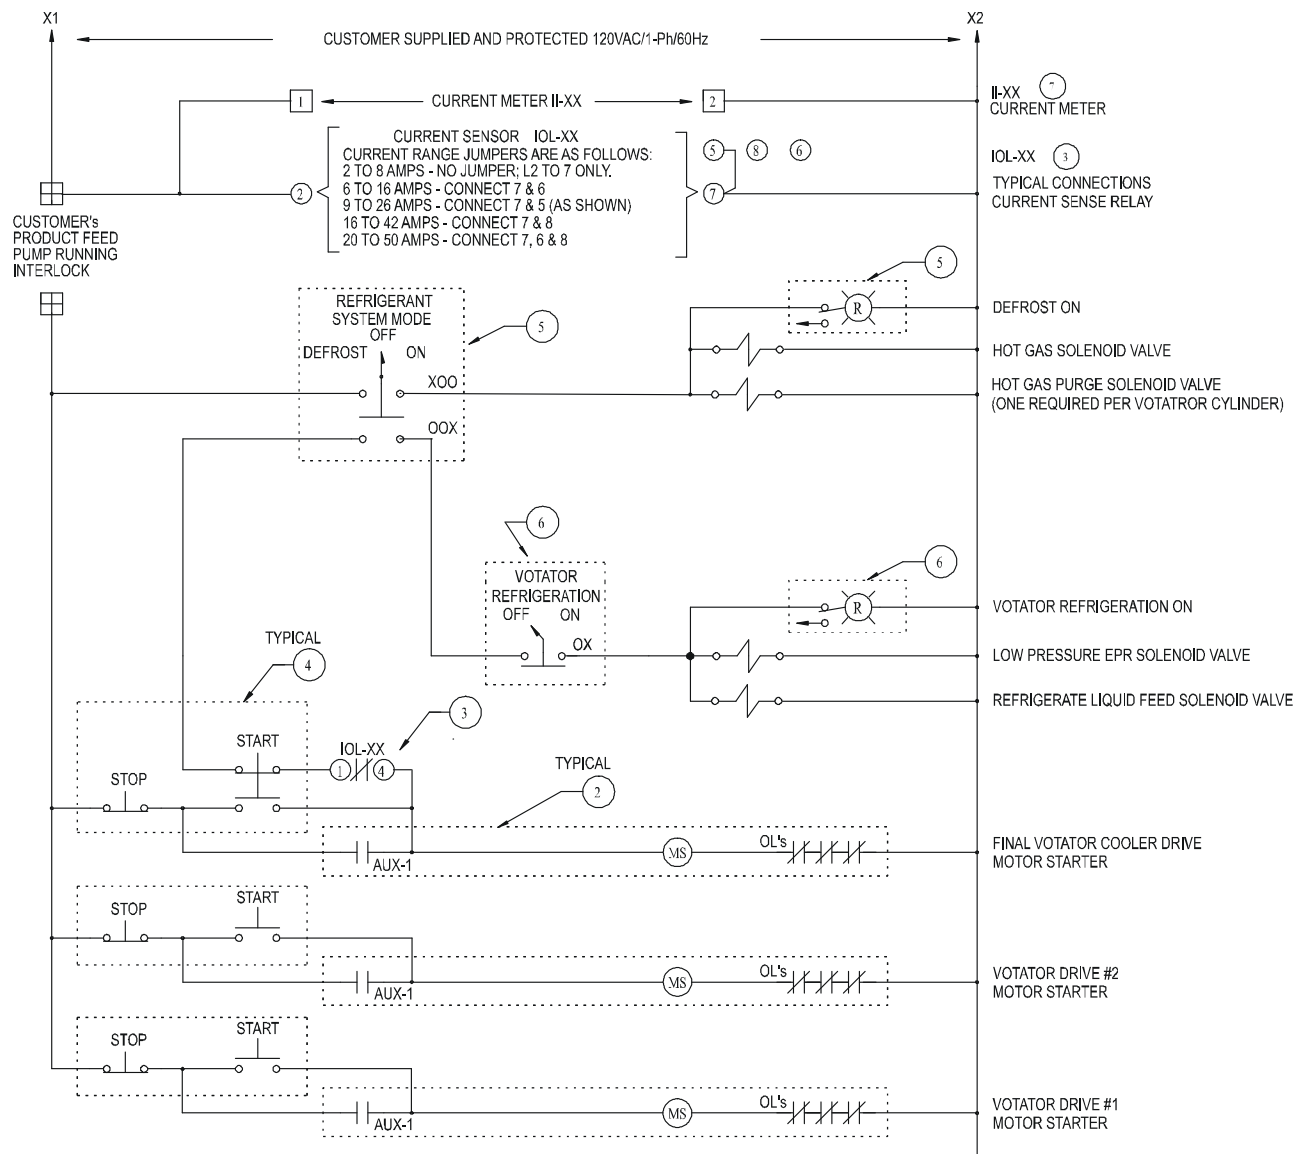 X1
X2
CUSTOMER SUPPLIED AND PROTECTED 120VAC/1-Ph/60Hz
1
CURRENT METER II-XX
2
II-XX 7
CURRENT METER
CURRENT SENSOR IOL-XX
CURRENT RANGE JUMPERS ARE AS FOLLOWS:
2 TO 8 AMPS - NO JUMPER; L2 TO 7 ONLY.
6 TO 16 AMPS - CONNECT 7 & 6
9 TO 26 AMPS - CONNECT 7 & 5 (AS SHOWN)
16 TO 42 AMPS - CONNECT 7 & 8
20 TO 50 AMPS - CONNECT 7, 6 & 8
2
5 8 6
7
IOL-XX 3
TYPICAL CONNECTIONS
CURRENT SENSE RELAY
CUSTOMER's
PRODUCT FEED
PUMP RUNNING
INTERLOCK
REFRIGERANT
SYSTEM MODE
OFF
DEFROST ON
XOO
OOX
5
5
R
DEFROST ON
HOT GAS SOLENOID VALVE
HOT GAS PURGE SOLENOID VALVE
(ONE REQUIRED PER VOTATROR CYLINDER)
6
VOTATOR
REFRIGERATION
OFF ON
OX
6
R
VOTATOR REFRIGERATION ON
LOW PRESSURE EPR SOLENOID VALVE
REFRIGERATE LIQUID FEED SOLENOID VALVE
TYPICAL
4
3
START
IOL-XX
1 4
STOP
TYPICAL
2
AUX-1
MS
OL's
FINAL VOTATOR COOLER DRIVE
MOTOR STARTER
START
STOP
AUX-1
MS
OL's
VOTATOR DRIVE #2
MOTOR STARTER
START
STOP
AUX-1
MS
OL's
VOTATOR DRIVE #1
MOTOR STARTER